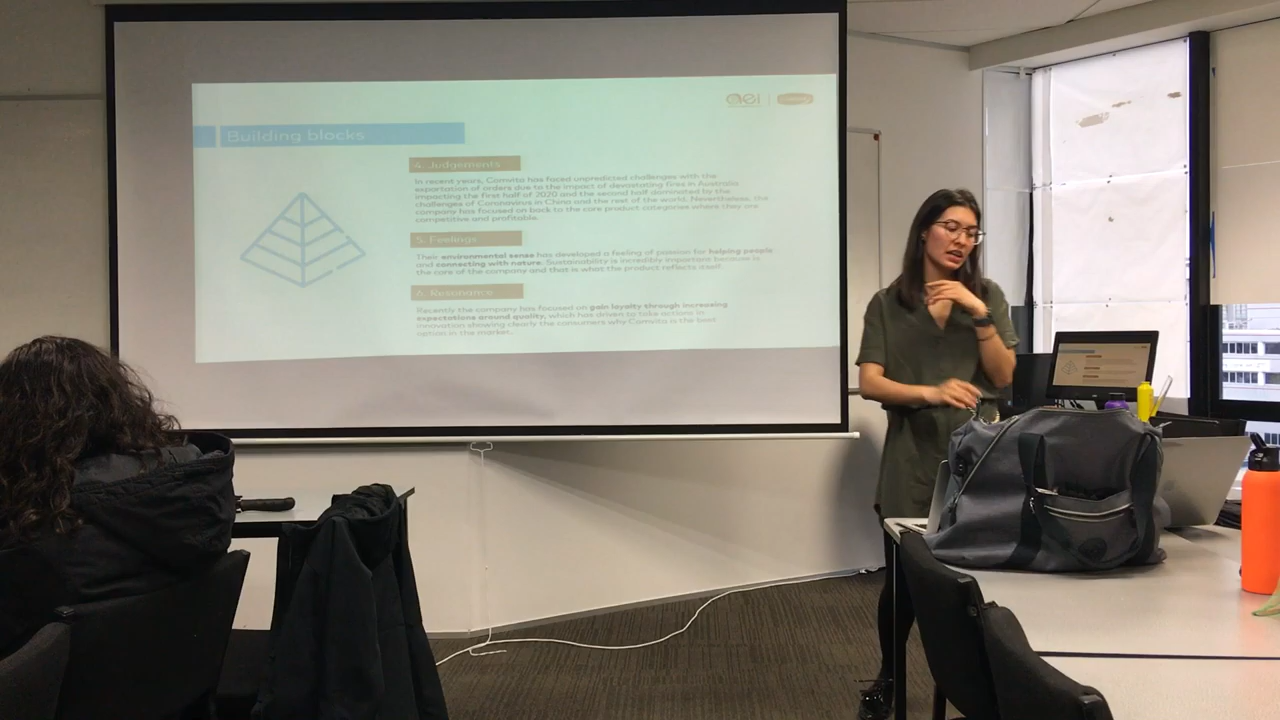 aei
Building blocks
4. Judgements
In recent years, Comvita has faced unpredicted challenges with the
exportation of orders due to the impact of devastating fires in Australia
impacting the first half of 2020 and the second half dominated by the
challenges of Coronavirus in China and the rest of the world. Nevertheless, the
company has focused on back to the core product categories where they are
competitive and profitable.
5. Feelings
Their environmental sense has developed a feeling of passion for helping people
and connecting with nature. Sustainability is incredibly important because is
the core of the company and that is what the product reflects itself.
6. Resonance
Recently the company has focused on gain loyalty through increasing
expectations around quality, which has driven to take actions in
innovation showing clearly the consumers why Comvita is the best
option in the market.